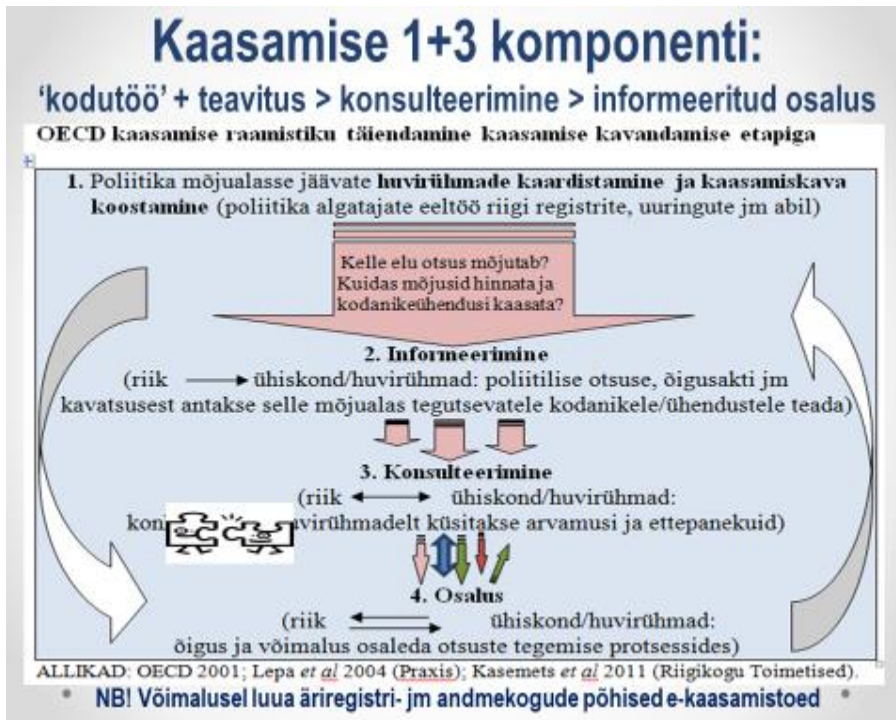 Kaasamise 1+3 komponenti:
‘kodutöö’ + teavitus > konsulteerimine > informeeritud osalus
OECD kaasamise raamistiku täiendamine kaasamise kavandamise etapiga
1. Poliitika mõjualasse jäävate huvirühmade kaardistamine ja kaasamiskava
koostamine (poliitika algatajate eeltöö riigi registrite, uuringute jm abil)
Kelle elu otsus mõjutab?
Kuidas mõjusid hinnata ja
kodanikeühendusi kaasata?
2. Informeerimine
(riik ⟶ ühiskond/huvirühmad: poliitilise otsuse, õigusakti jm
kavatsusest antakse selle mõjualas tegutsevatele kodanikele/ühendustele teada)
3. Konsulteerimine
(riik ⟷ ühiskond/huvirühmad:
küsitakse arvamusi ja ettepanekuid)
4. Osalus
(riik ⇄ ühiskond/huvirühmad:
õigus ja võimalus osaleda otsuste tegemise protsessides)
ALLIKAD: OECD 2001; Lepa et al 2004 (Praxis); Kasemets et al 2011 (Riigikogu Toimetised).
• NB! Võimalusel luua äriregistri- jm andmekogude põhised e-kaasamistoed •